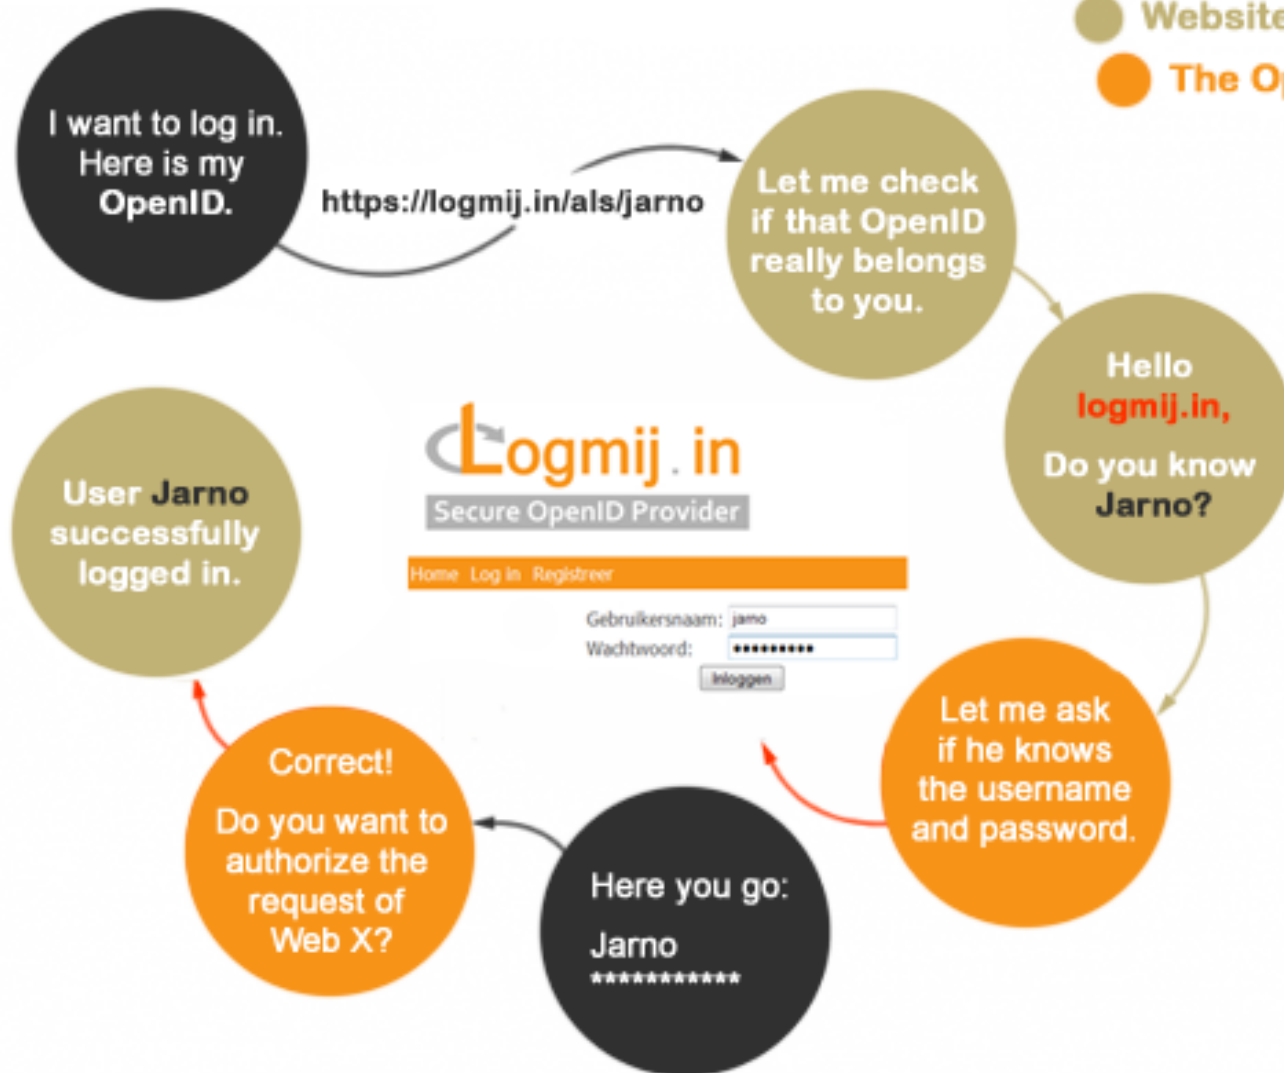 Website
The Op
I want to log in.
Here is my
OpenID.
https://logmij.in/als/jarno
Let me check
if that OpenID
really belongs
to you.
Hello
logmij.in,
Do you know
Jarno?
Let me ask
if he knows
the username
and password.
Logmij.in
Secure OpenID Provider
Home Log in Registreer
Gebruikersnaam: jarno
Wachtwoord: •••••••••
Inloggen
Here you go:
Jarno
***********
Correct!
Do you want to
authorize the
request of
Web X?
User Jarno
successfully
logged in.